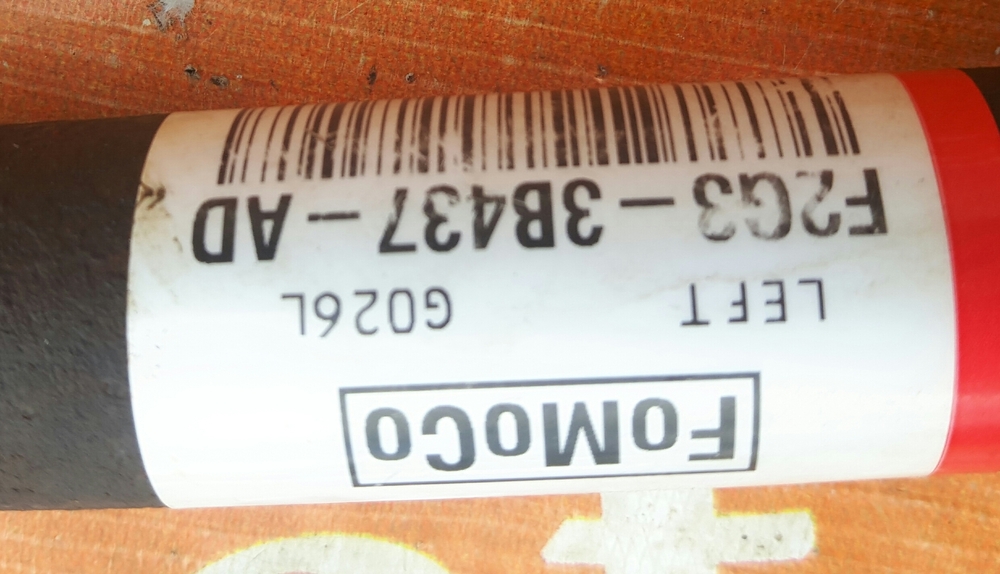 FoMoCo
LEFT G026L
F2G3-3B437-AD